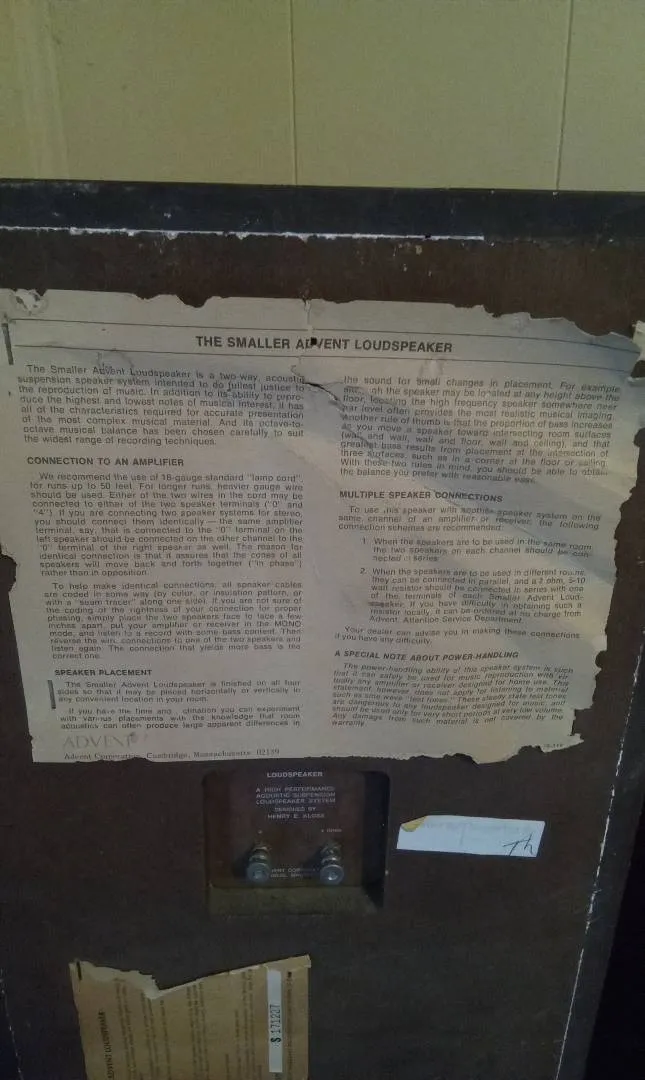 THE SMALLER ADVENT LOUDSPEAKER
The Smaller Advent Loudspeaker is a two-way, acoustic
suspension speaker system intended to do fullest justice to
the reproduction of music. In addition to its ability to repro-
duce the highest and lowest notes of musical interest, it has
all of the characteristics required for accurate presentation
of the most complex musical material. And its octave-to-
octave musical balance has been chosen carefully to suit
the widest range of recording techniques.
CONNECTION TO AN AMPLIFIER
We recommend the use of 18-gauge standard "lamp cord"
for runs up to 50 feet. For longer runs, heavier gauge wire
should be used. Either of the two wires in the cord may be
connected to either of the two speaker terminals ("0" and
"4"). If you are connecting two speaker systems for stereo,
you should connect them identically — the same amplifier
terminal, say, that is connected to the "0" terminal on the
left speaker should be connected on the other channel to the
"0" terminal of the right speaker as well. The reason for
identical connection is that it assures that the cones of all
speakers will move back and forth together ("in phase")
rather than in opposition.
To help make identical connections, all speaker cables
are coded in some way (by color, or insulation pattern, or
with a "seam tracer" along one side). If you are not sure of
the coding or the rightness of your connection for proper
phasing, simply place the two speakers face to face a few
inches apart, put your amplifier or receiver in the MONO
mode, and listen to a record with some bass content. Then
reverse the wire connections to one of the two speakers and
listen again. The connection that yields more bass is the
correct one.
SPEAKER PLACEMENT
The Smaller Advent Loudspeaker is finished on all four
sides so that it may be placed horizontally or vertically in
any convenient location in your room.
If you have the time and clination you can experiment
with various placements with the knowledge that room
acoustics can often produce large apparent differences in
ADVENT
Advent Corporation, Cambridge, Massachusetts 02139
the sound for small changes in placement. For example,
oh the speaker may be located at any height above the
floor, locating the high frequency speaker somewhere near
ear level often provides the most realistic musical imaging.
Another rule of thumb is that the proportion of bass increases
as you move a speaker toward intersecting room surfaces
(wall and wall, wall and floor, wall and ceiling), and that
greatest bass results from placement at the intersection of
three surfaces, such as in a corner at the floor or ceiling.
With these two rules in mind, you should be able to obtain
the balance you prefer with reasonable ease.
MULTIPLE SPEAKER CONNECTIONS
To use this speaker with another speaker system on the
same channel of an amplifier or receiver, the following
connection schemes are recommended:
1. When the speakers are to be used in the same room,
the two speakers on each channel should be con-
nected in series.
2. When the speakers are to be used in different rooms,
they can be connected in parallel, and a 2 ohm, 5-10
watt resistor should be connected in series with one
of the terminals of each Smaller Advent Loud-
speaker. If you have difficulty in obtaining such a
resistor locally, it can be ordered at no charge from
Advent, Attention Service Department.
Your dealer can advise you in making these connections
if you have any difficulty.
A SPECIAL NOTE ABOUT POWER-HANDLING
The power-handling ability of this speaker system is such
that it can safely be used for music reproduction with vir-
tually any amplifier or receiver designed for home use. This
statement, however, does not apply for listening to material
such as sine wave "test tones." These steady state test tones
are dangerous to any loudspeaker designed for music, and
should be used only for very short periods at very low volume.
Any damage from such material is not covered by the
warranty.
LOUDSPEAKER
A HIGH PERFORMANCE
ACOUSTIC SUSPENSION
LOUDSPEAKER SYSTEM
DESIGNED BY
HENRY E. KLOSS
Th
ADVENT LOUDSPEAKER
S 171227